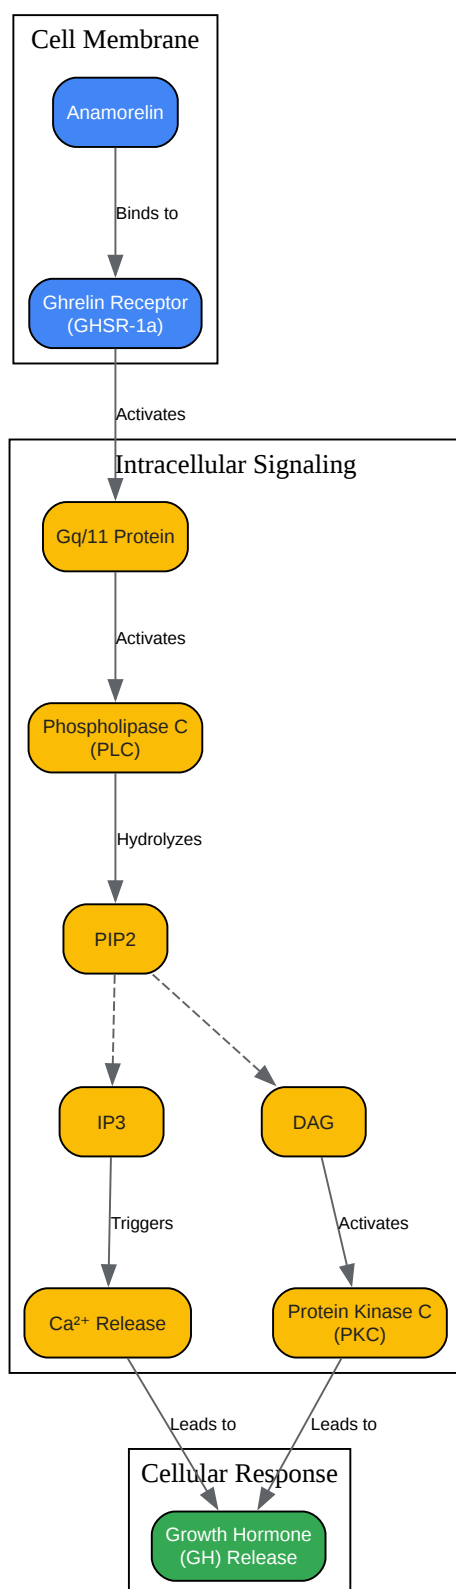 Cell Membrane
Anamorelin
Binds to
Ghrelin Receptor
(GHSR-1a)
Activates
Intracellular Signaling
Gq/11 Protein
Activates
Phospholipase C
(PLC)
Hydrolyzes
PIP2
IP3
DAG
Triggers
Activates
Ca²⁺ Release
Protein Kinase C
(PKC)
Leads to
Leads to
Cellular Response
Growth Hormone
(GH) Release